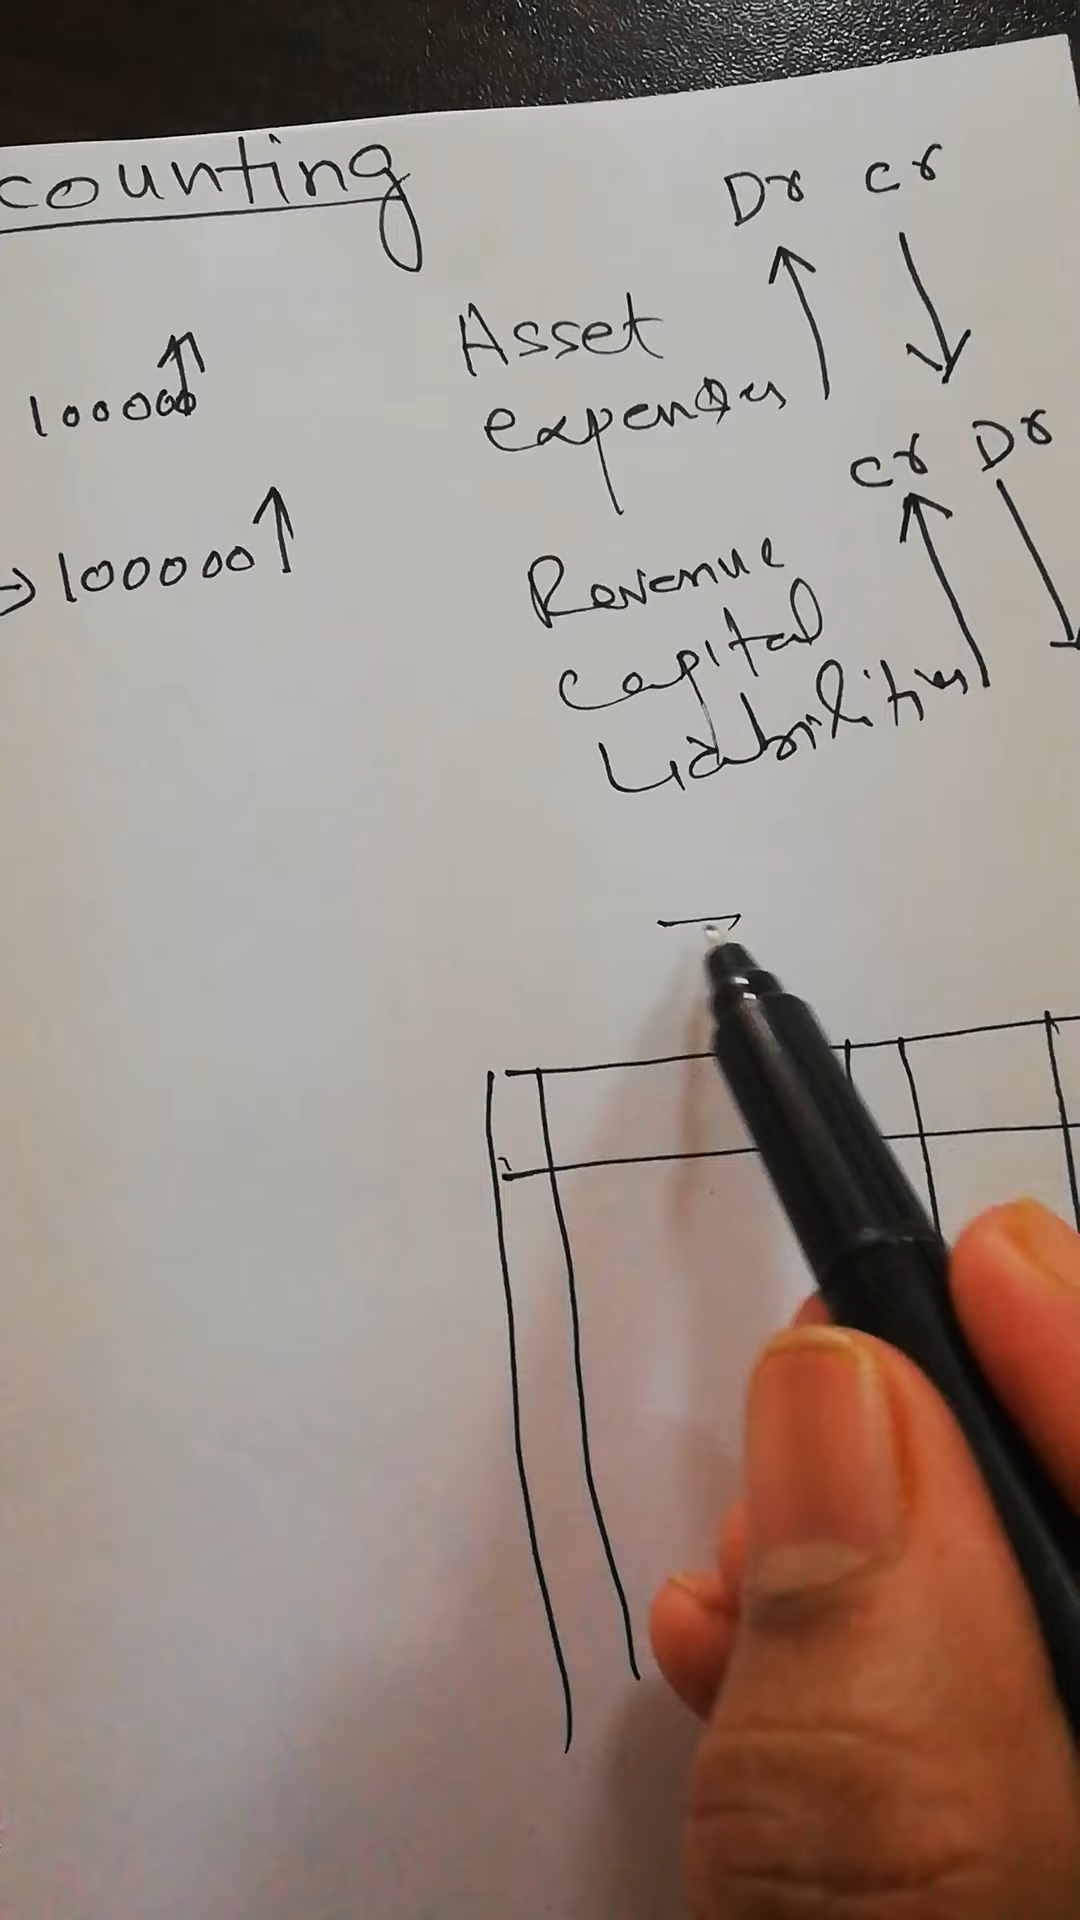 counting
Dr cr
Asset
100000
expenses
cr Dr
→ 100000
Revenue
capital
Liabilities